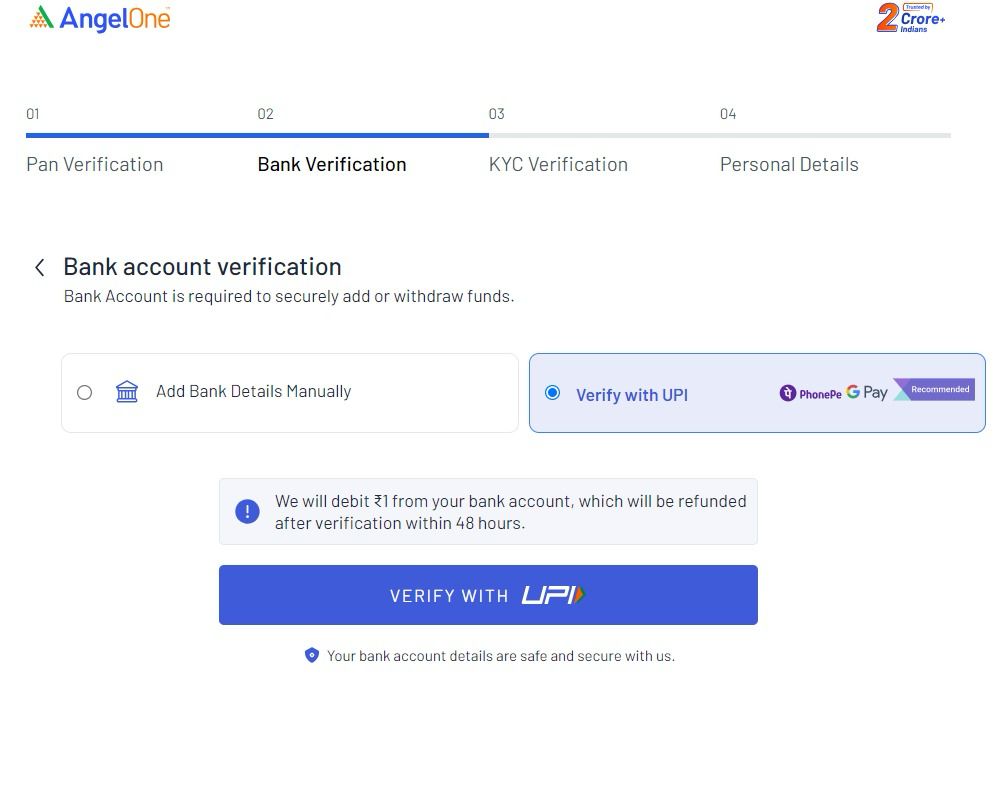 AngelOne
2 Trusted by
Crore+
Indians
01 02 03 04
Pan Verification Bank Verification KYC Verification Personal Details
Bank account verification
Bank Account is required to securely add or withdraw funds.
Add Bank Details Manually
Verify with UPI PhonePe G Pay Recommended
We will debit ₹1 from your bank account, which will be refunded
after verification within 48 hours.
VERIFY WITH UPI
Your bank account details are safe and secure with us.